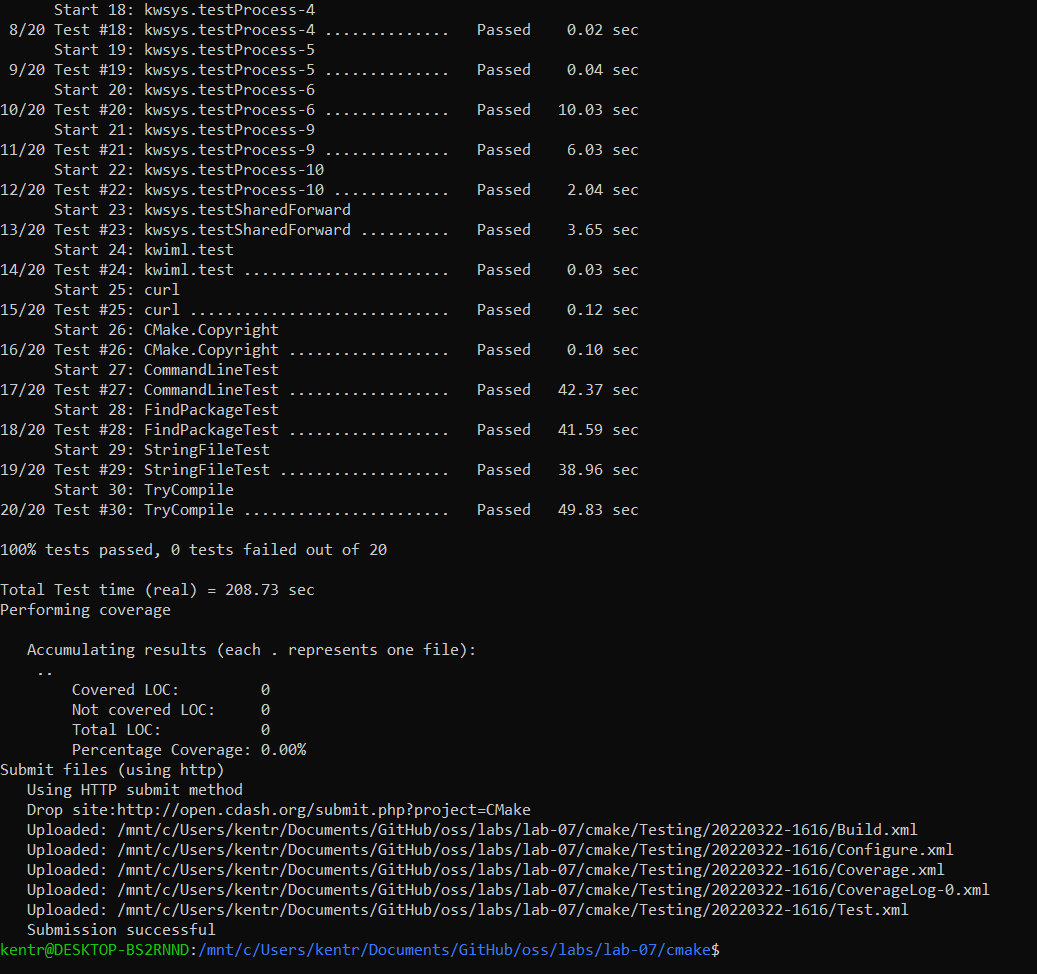 Start 18: kwsys.testProcess-4
 8/20 Test #18: kwsys.testProcess-4 ..............   Passed    0.02 sec
      Start 19: kwsys.testProcess-5
 9/20 Test #19: kwsys.testProcess-5 ..............   Passed    0.04 sec
      Start 20: kwsys.testProcess-6
10/20 Test #20: kwsys.testProcess-6 ..............   Passed   10.03 sec
      Start 21: kwsys.testProcess-9
11/20 Test #21: kwsys.testProcess-9 ..............   Passed    6.03 sec
      Start 22: kwsys.testProcess-10
12/20 Test #22: kwsys.testProcess-10 .............   Passed    2.04 sec
      Start 23: kwsys.testSharedForward
13/20 Test #23: kwsys.testSharedForward ..........   Passed    3.65 sec
      Start 24: kwiml.test
14/20 Test #24: kwiml.test .......................   Passed    0.03 sec
      Start 25: curl
15/20 Test #25: curl .............................   Passed    0.12 sec
      Start 26: CMake.Copyright
16/20 Test #26: CMake.Copyright ..................   Passed    0.10 sec
      Start 27: CommandLineTest
17/20 Test #27: CommandLineTest ..................   Passed   42.37 sec
      Start 28: FindPackageTest
18/20 Test #28: FindPackageTest ..................   Passed   41.59 sec
      Start 29: StringFileTest
19/20 Test #29: StringFileTest ...................   Passed   38.96 sec
      Start 30: TryCompile
20/20 Test #30: TryCompile .......................   Passed   49.83 sec

100% tests passed, 0 tests failed out of 20

Total Test time (real) = 208.73 sec
Performing coverage

   Accumulating results (each . represents one file):
    ..
        Covered LOC:         0
        Not covered LOC:     0
        Total LOC:           0
        Percentage Coverage: 0.00%
Submit files (using http)
   Using HTTP submit method
   Drop site:http://open.cdash.org/submit.php?project=CMake
   Uploaded: /mnt/c/Users/kentr/Documents/GitHub/oss/labs/lab-07/cmake/Testing/20220322-1616/Build.xml
   Uploaded: /mnt/c/Users/kentr/Documents/GitHub/oss/labs/lab-07/cmake/Testing/20220322-1616/Configure.xml
   Uploaded: /mnt/c/Users/kentr/Documents/GitHub/oss/labs/lab-07/cmake/Testing/20220322-1616/Coverage.xml
   Uploaded: /mnt/c/Users/kentr/Documents/GitHub/oss/labs/lab-07/cmake/Testing/20220322-1616/CoverageLog-0.xml
   Uploaded: /mnt/c/Users/kentr/Documents/GitHub/oss/labs/lab-07/cmake/Testing/20220322-1616/Test.xml
   Submission successful
kentr@DESKTOP-BS2RNND:/mnt/c/Users/kentr/Documents/GitHub/oss/labs/lab-07/cmake$